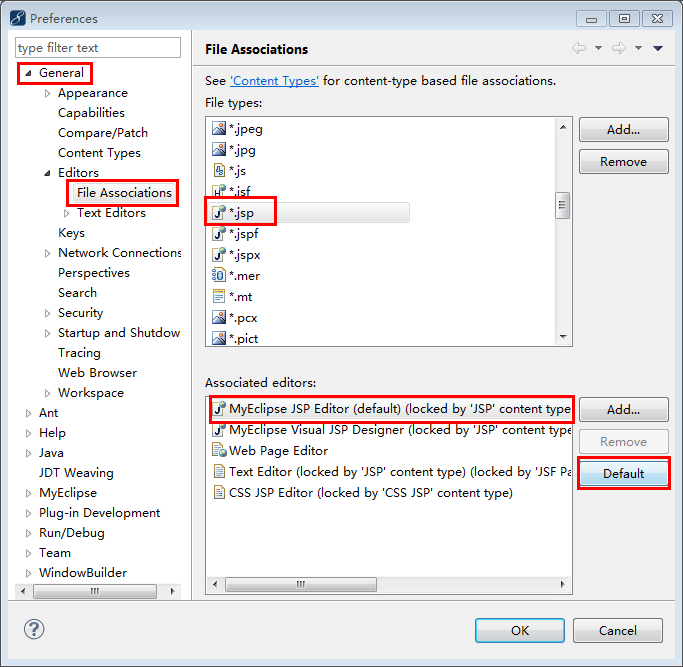 Preferences
type filter text
General
Appearance
Capabilities
Compare/Patch
Content Types
Editors
File Associations
Text Editors
Keys
Network Connections
Perspectives
Search
Security
Startup and Shutdow
Tracing
Web Browser
Workspace
Ant
Help
Java
JDT Weaving
MyEclipse
Plug-in Development
Run/Debug
Team
WindowBuilder
File Associations
See 'Content Types' for content-type based file associations.
File types:
*.jpeg
*.jpg
*.js
*.jsf
*.jsp
*.jspf
*.jspx
*.mer
*.mt
*.pcx
*.pict
Add...
Remove
Associated editors:
MyEclipse JSP Editor (default) (locked by 'JSP' content type
MyEclipse Visual JSP Designer (locked by 'JSP' content type
Web Page Editor
Text Editor (locked by 'JSP' content type) (locked by 'JSF Pa
CSS JSP Editor (locked by 'CSS JSP' content type)
Add...
Remove
Default
OK
Cancel